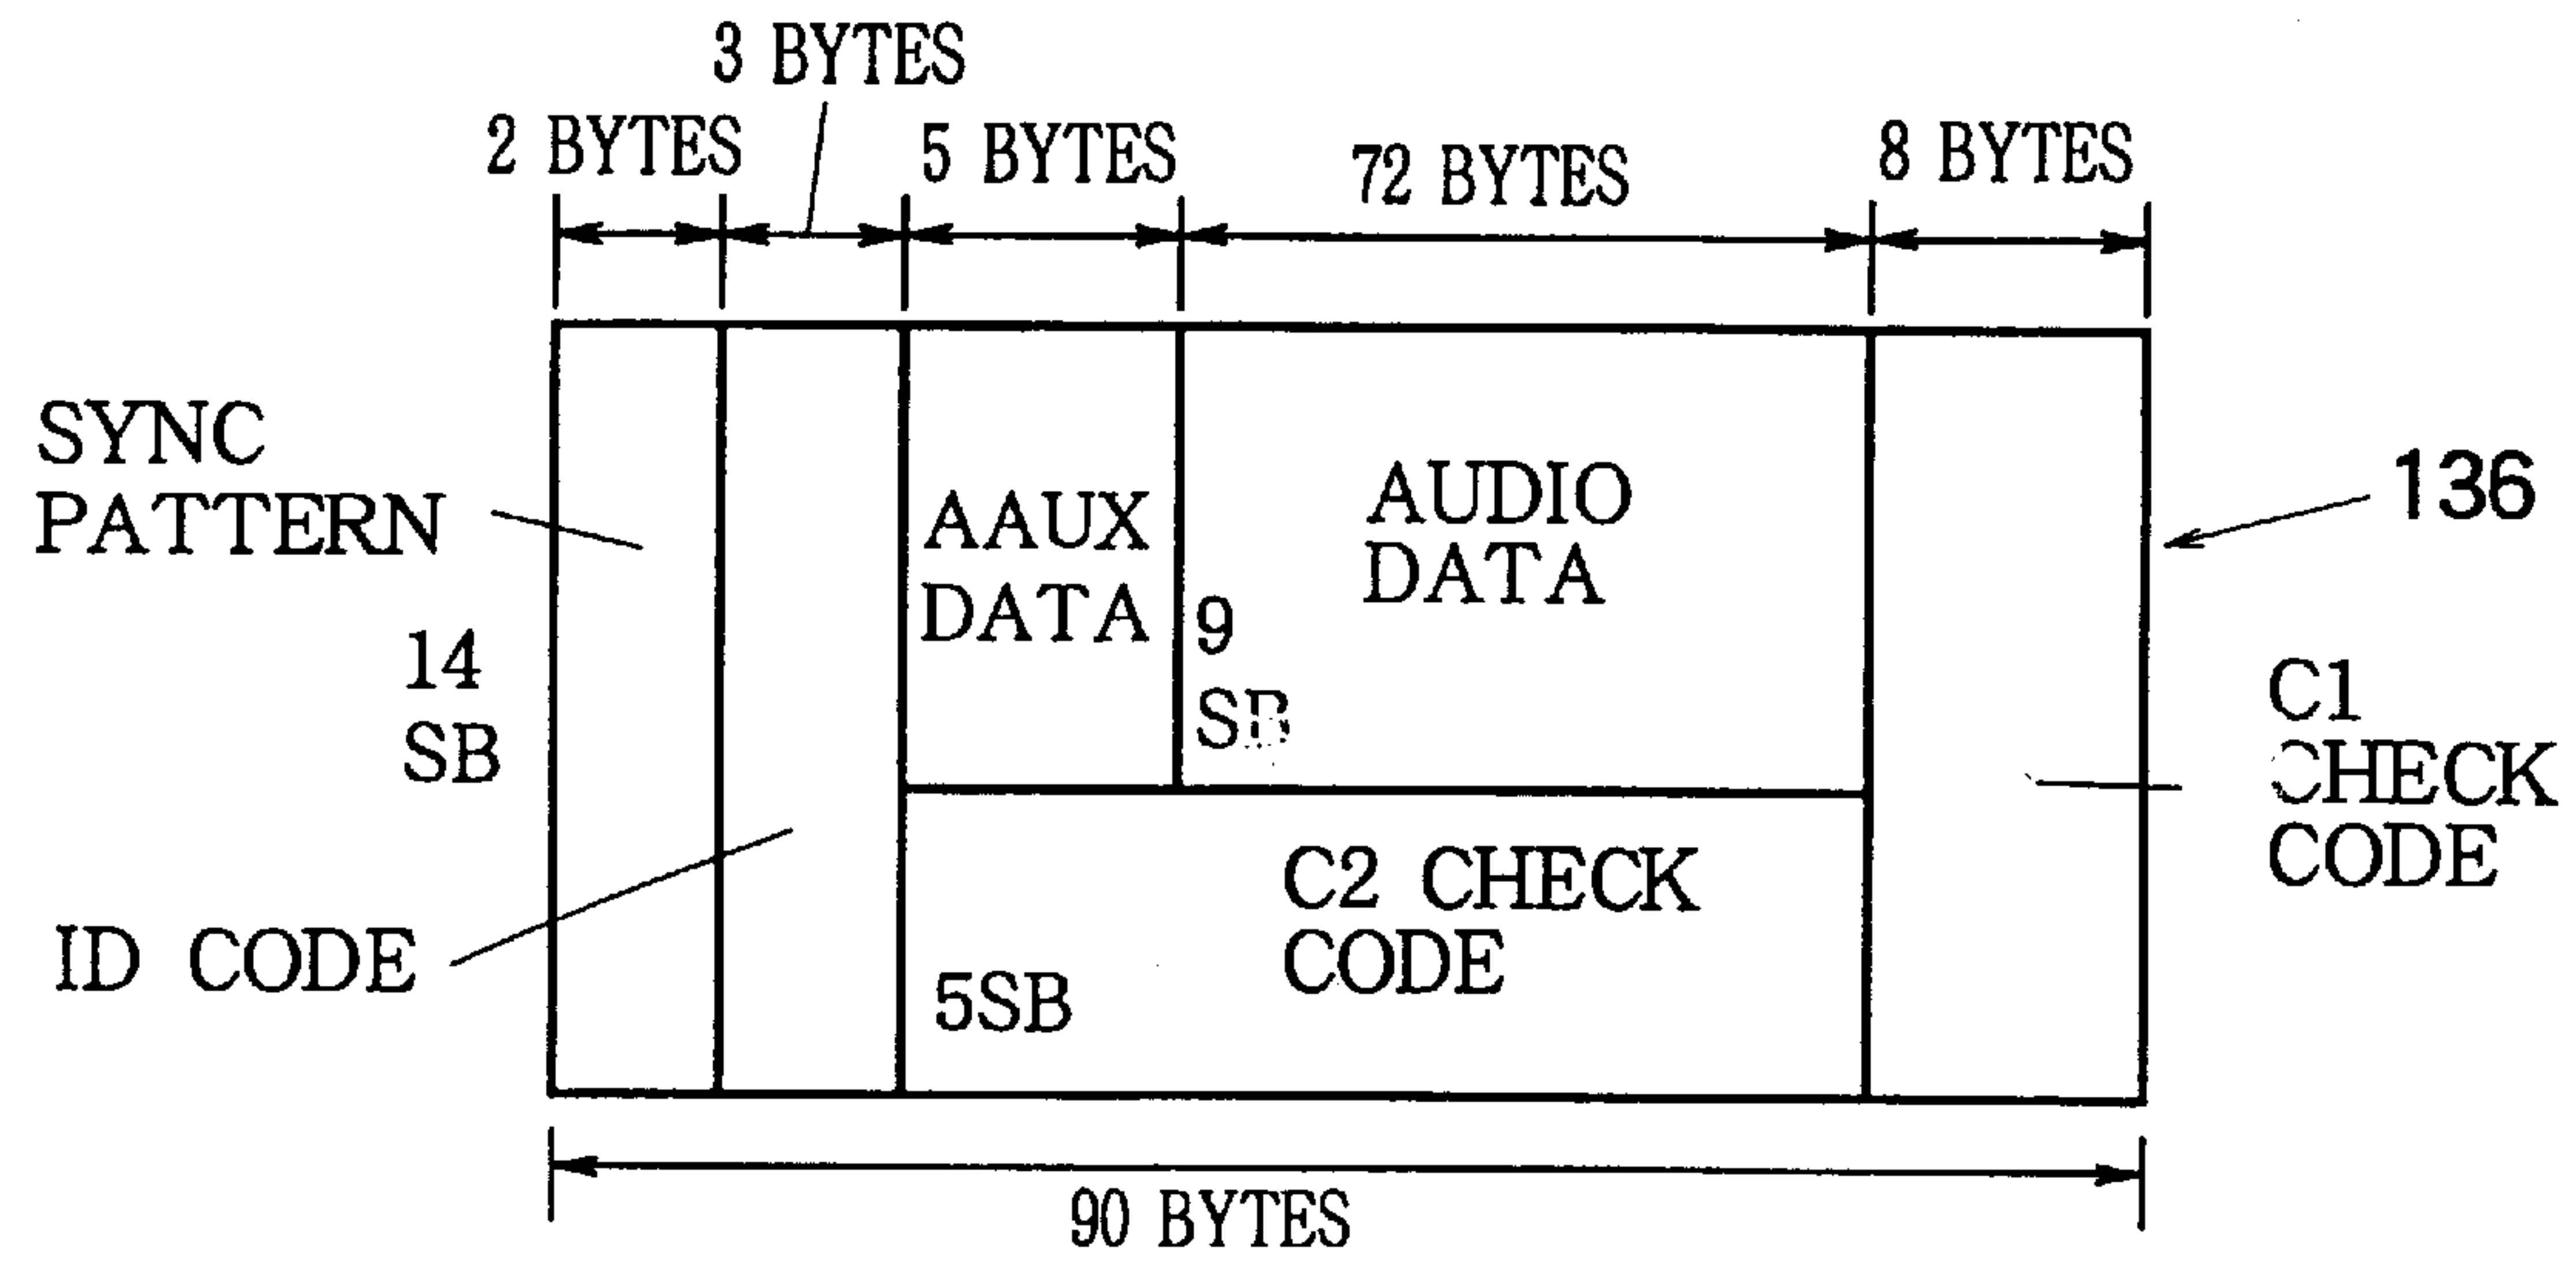 3 BYTES
2 BYTES
5 BYTES
72 BYTES
8 BYTES
SYNC
PATTERN
14
SB
ID CODE
AAUX
DATA
9
SB
AUDIO
DATA
136
C1
CHECK
CODE
C2 CHECK
CODE
5SB
90 BYTES